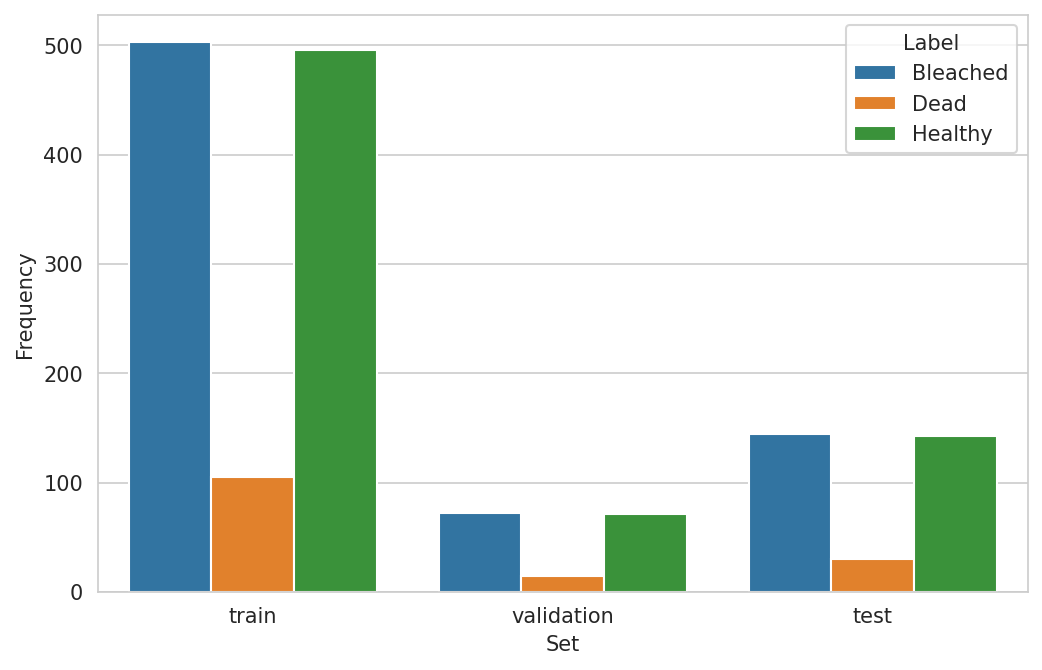 Label
Bleached
Dead
Healthy
Frequency
500
400
300
200
100
0
train validation test
Set